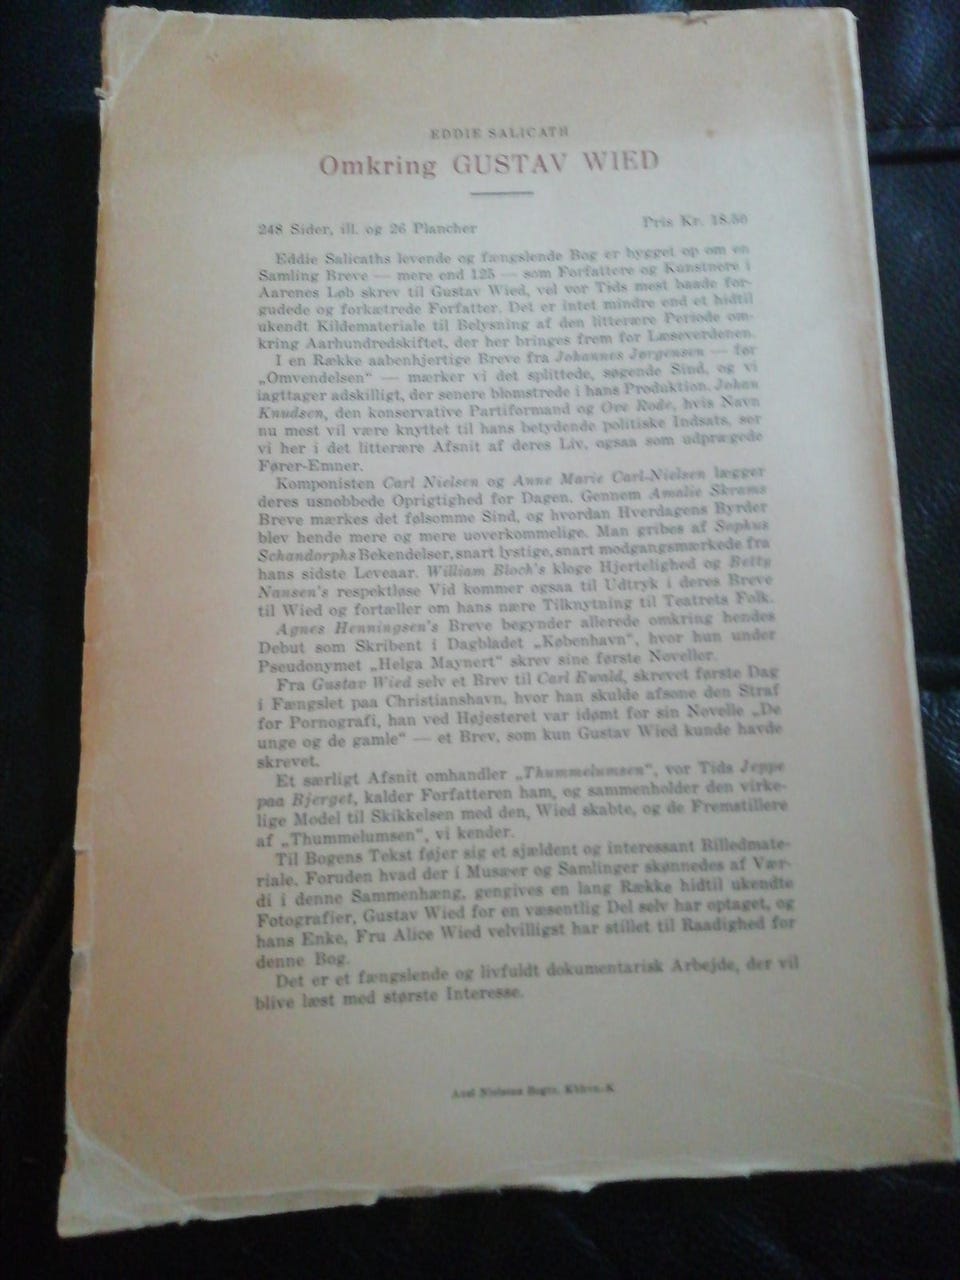 EDDIE SALICATH
Omkring GUSTAV WIED
248 Sider, ill. og 26 Plancher Pris Kr. 18.50
Eddie Salicaths levende og fængslende Bog er bygget op om en
Samling Breve — mere end 125 — som Forfattere og Kunstnere i
Aarenes Løb skrev til Gustav Wied, vel vor Tids mest baade for-
gudede og forkætrede Forfatter. Det er intet mindre end et hidtil
ukendt Kildemateriale til Belysning af den litterære Periode om-
kring Aarhundredskiftet, der her bringes frem for Læseverdenen.
I en Række aabenhjertige Breve fra Johannes Jørgensen — før
„Omvendelsen“ — mærker vi det splittede, søgende Sind, og vi
iagttager adskilligt, der senere blomstrede i hans Produktion. Johan
Knudsen, den konservative Partiformand og Ove Rode, hvis Navn
nu mest vil være knyttet til hans betydende politiske Indsats, ser
vi her i det litterære Afsnit af deres Liv, ogsaa som udprægede
Fører-Emner.
Komponisten Carl Nielsen og Anne Marie Carl-Nielsen lægger
deres usnobbede Oprigtighed for Dagen. Gennem Amalie Skrams
Breve mærkes det følsomme Sind, og hvordan Hverdagens Byrder
blev hende mere og mere uoverkommelige. Man gribes af Sophus
Schandorphs Bekendelser, snart lystige, snart modgangsmærkede fra
hans sidste Leveaar. William Bloch's kloge Hjertelighed og Betty
Nansen's respektløse Vid kommer ogsaa til Udtryk i deres Breve
til Wied og fortæller om hans nære Tilknytning til Teatrets Folk.
Agnes Henningsen's Breve begynder allerede omkring hendes
Debut som Skribent i Dagbladet „København“, hvor hun under
Pseudonymet „Helga Maynert“ skrev sine første Noveller.
Fra Gustav Wied selv et Brev til Carl Ewald, skrevet første Dag
i Fængslet paa Christianshavn, hvor han skulde afsone den Straf
for Pornografi, han ved Højesteret var idømt for sin Novelle „De
unge og de gamle“ — et Brev, som kun Gustav Wied kunde havde
skrevet.
Et særligt Afsnit omhandler „Thummelumsen“, vor Tids Jeppe
paa Bjerget, kalder Forfatteren ham, og sammenholder den virke-
lige Model til Skikkelsen med den, Wied skabte, og de Fremstillere
af „Thummelumsen“, vi kender.
Til Bogens Tekst føjer sig et sjældent og interessant Billedmate-
riale. Foruden hvad der i Musæer og Samlinger skønnedes af Vær-
di i denne Sammenhæng, gengives en lang Række hidtil ukendte
Fotografier, Gustav Wied for en væsentlig Del selv har optaget, og
hans Enke, Fru Alice Wied velvilligst har stillet til Raadighed for
denne Bog.
Det er et fængslende og livfuldt dokumentarisk Arbejde, der vil
blive læst med største Interesse.
Axel Nielsens Bogtr. Kbhvn. K